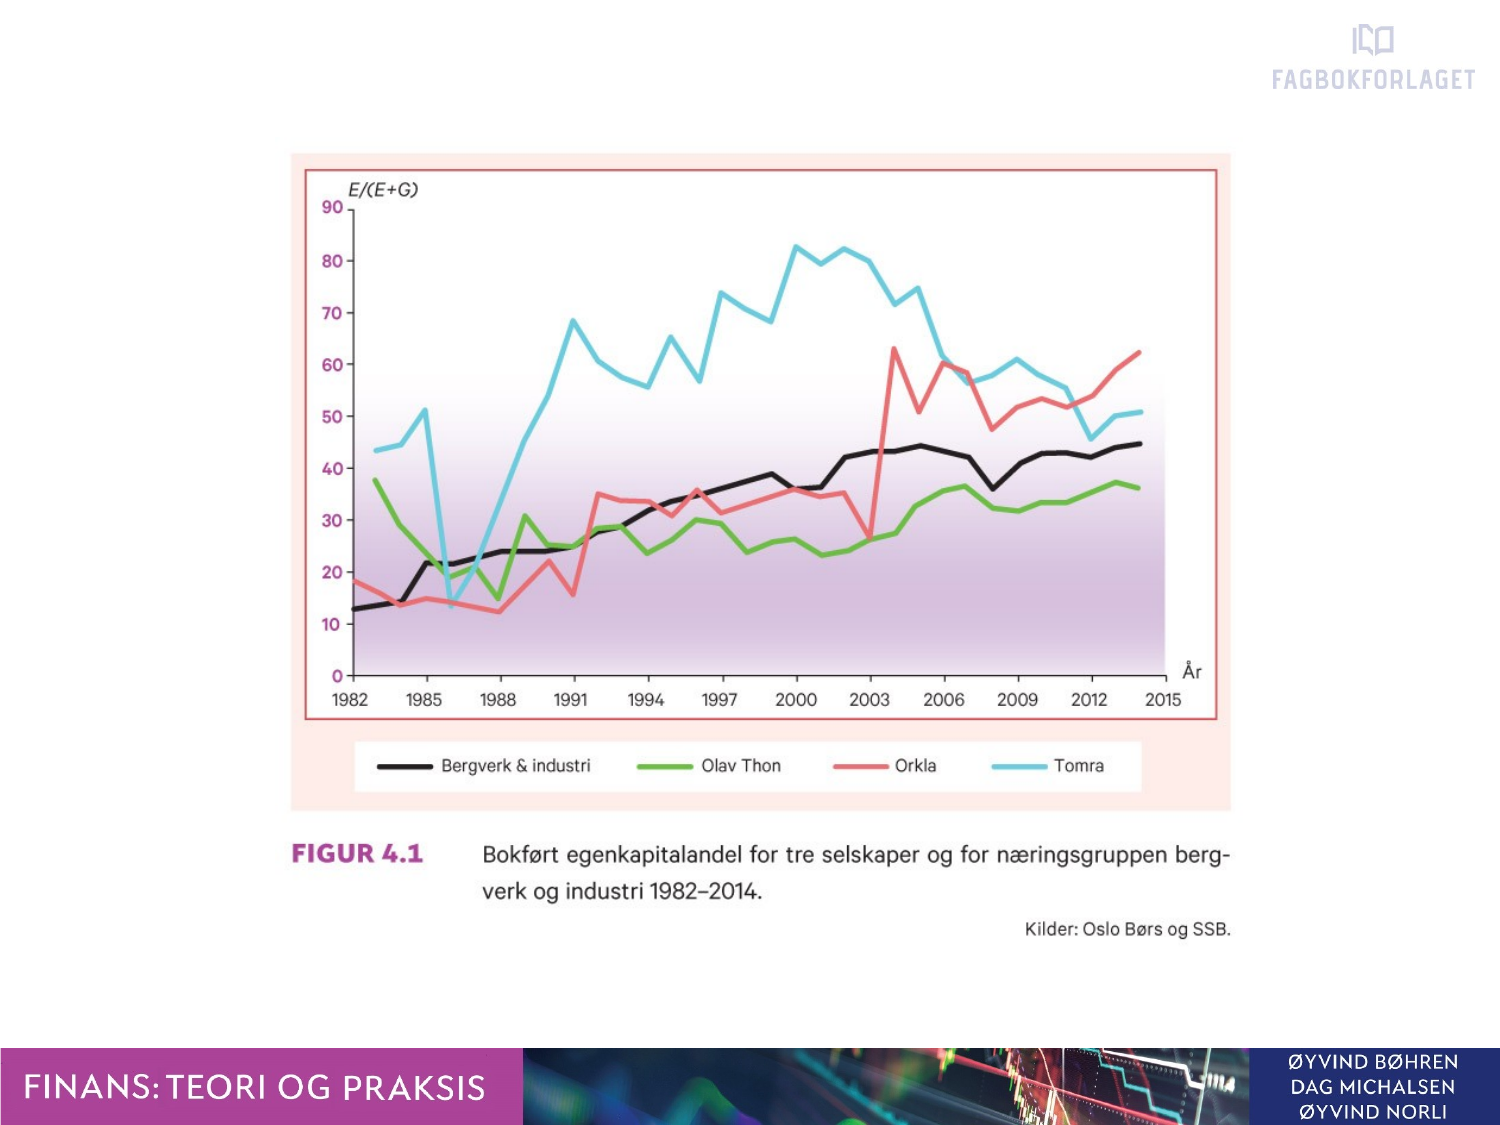 FAGBOKFORLAGET
E/(E+G)
90
80
70
60
50
40
30
20
10
0
År
1982 1985 1988 1991 1994 1997 2000 2003 2006 2009 2012 2015
Bergverk & industri Olav Thon Orkla Tomra
FIGUR 4.1 Bokført egenkapitalandel for tre selskaper og for næringsgruppen berg-
verk og industri 1982–2014.
Kilder: Oslo Børs og SSB.
FINANS: TEORI OG PRAKSIS
ØYVIND BØHREN
DAG MICHALSEN
ØYVIND NORLI